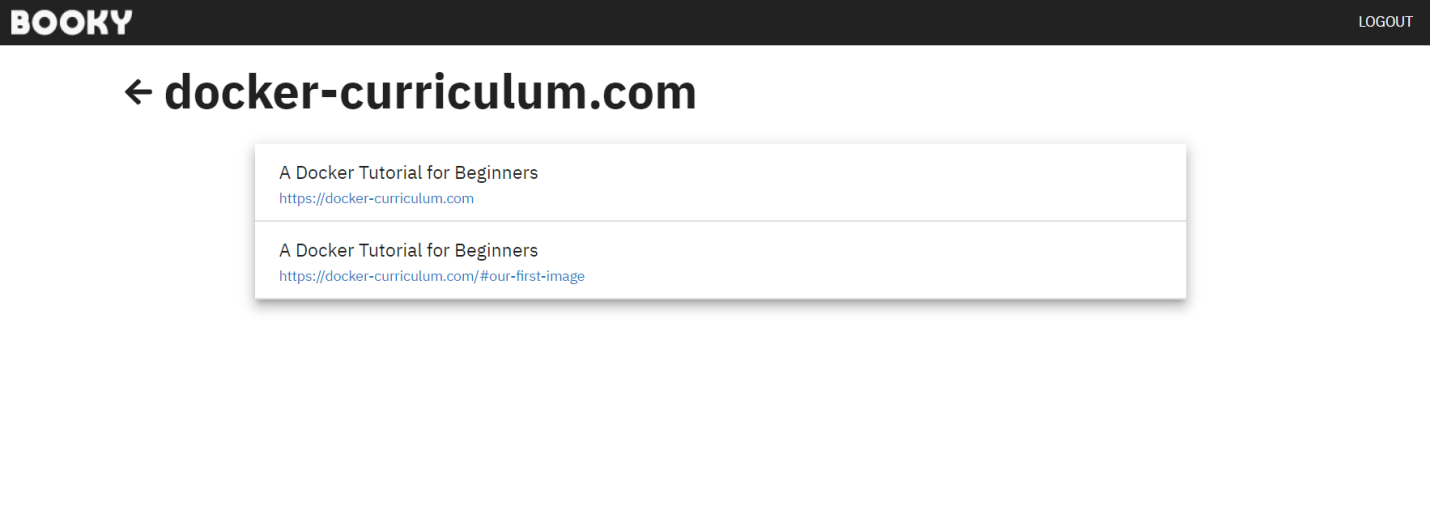 BOOKY
LOGOUT
docker-curriculum.com
A Docker Tutorial for Beginners
https://docker-curriculum.com
A Docker Tutorial for Beginners
https://docker-curriculum.com/#our-first-image